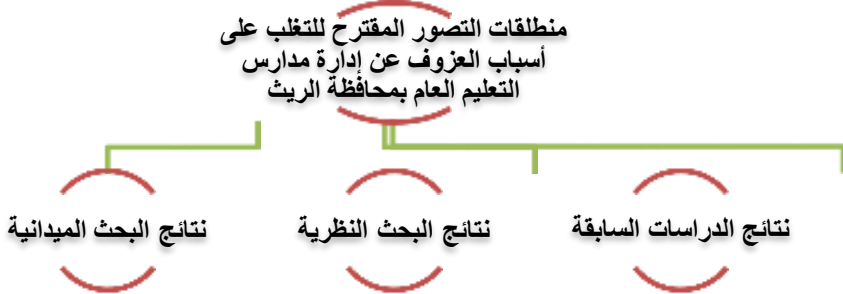 منطلقات التصور المقترح للتغلب على
أسباب العزوف عن إدارة مدارس
التعليم العام بمحافظة الريث
نتائج الدراسات السابقة
نتائج البحث النظرية
نتائج البحث الميدانية